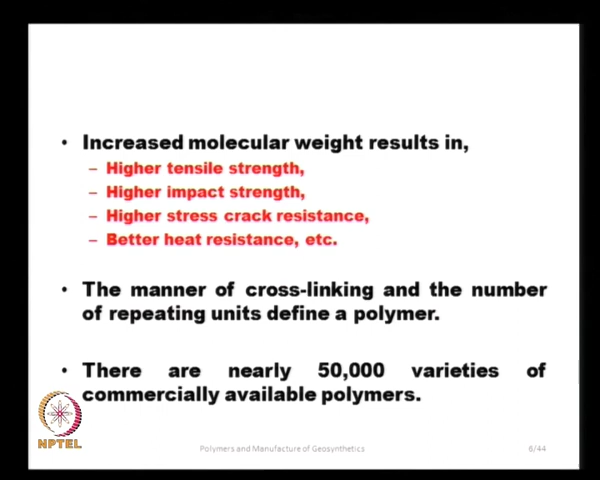 • Increased molecular weight results in,
– Higher tensile strength,
– Higher impact strength,
– Higher stress crack resistance,
– Better heat resistance, etc.
• The manner of cross-linking and the number
of repeating units define a polymer.
• There are nearly 50,000 varieties of
commercially available polymers.
NPTEL
Polymers and Manufacture of Geosynthetics
6/44